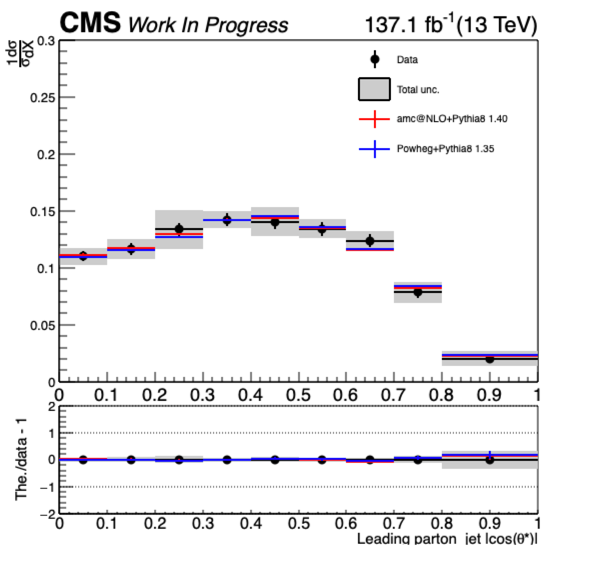 CMS Work In Progress 137.1 fb⁻¹(13 TeV)
1 dσ
σ dX
0.3
0.25
0.2
0.15
0.1
0.05
0
Data
Total unc.
amc@NLO+Pythia8 1.40
Powheg+Pythia8 1.35
0 0.1 0.2 0.3 0.4 0.5 0.6 0.7 0.8 0.9 1
The./data - 1
2
1
0
−1
−2
0 0.1 0.2 0.3 0.4 0.5 0.6 0.7 0.8 0.9 1
Leading parton jet |cos(θ*)|